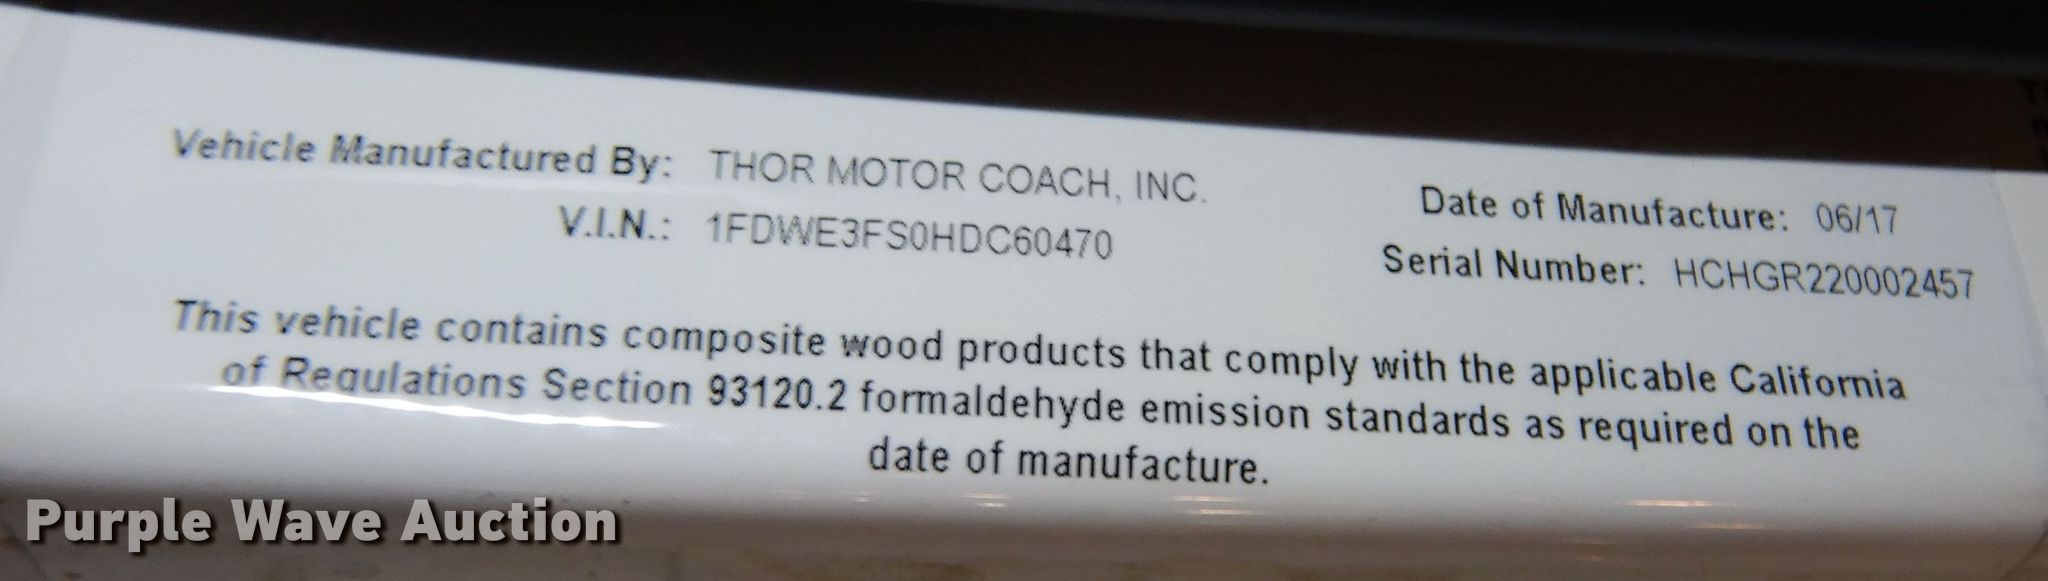 Vehicle Manufactured By: THOR MOTOR COACH, INC.
V.I.N.: 1FDWE3FS0HDC60470
Date of Manufacture: 06/17
Serial Number: HCHGR220002457
This vehicle contains composite wood products that comply with the applicable California
of Regulations Section 93120.2 formaldehyde emission standards as required on the
date of manufacture.
Purple Wave Auction